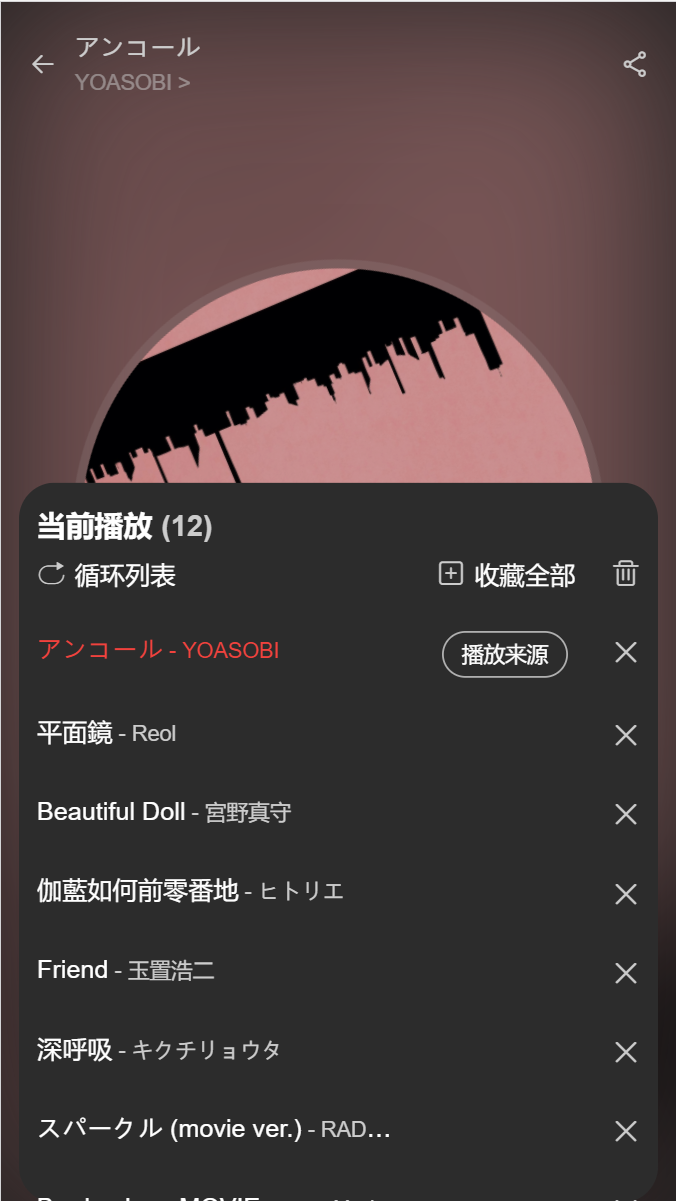 アンコール
YOASOBI >
当前播放 (12)
循环列表 收藏全部
アンコール - YOASOBI 播放来源
平面鏡 - Reol
Beautiful Doll - 宮野真守
伽藍如何前零番地 - ヒトリエ
Friend - 玉置浩二
深呼吸 - キクチリョウタ
スパークル (movie ver.) - RAD...